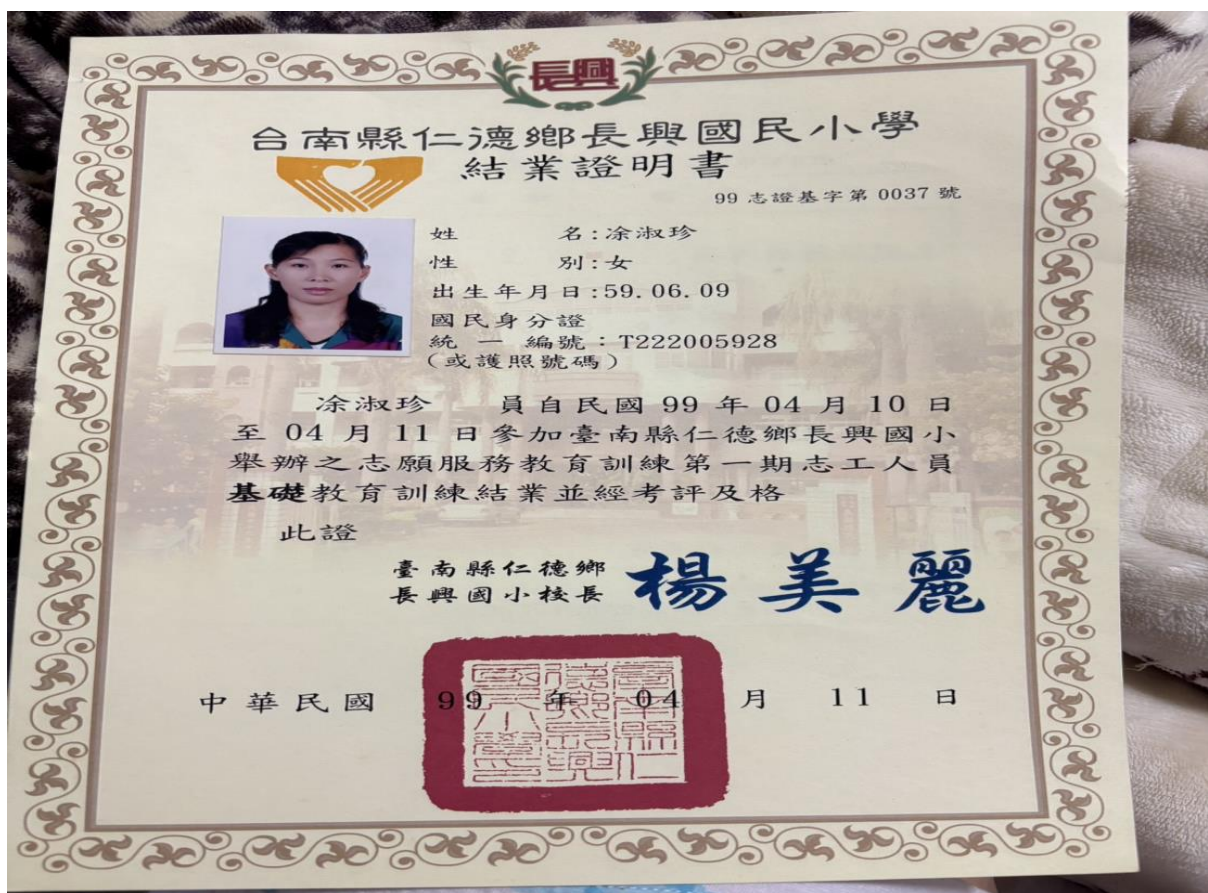 長興
台南縣仁德鄉長興國民小學
結業證明書
99 志證基字第 0037 號
姓名:凃淑珍
性別:女
出生年月日:59.06.09
國民身分證
統一編號:T222005928
(或護照號碼)
凃淑珍 員自民國 99 年 04 月 10 日
至 04 月 11 日參加臺南縣仁德鄉長興國小
舉辦之志願服務教育訓練第一期志工人員
基礎教育訓練結業並經考評及格
此證
臺南縣仁德鄉
長興國小校長 楊美麗
中華民國 99 年 04 月 11 日